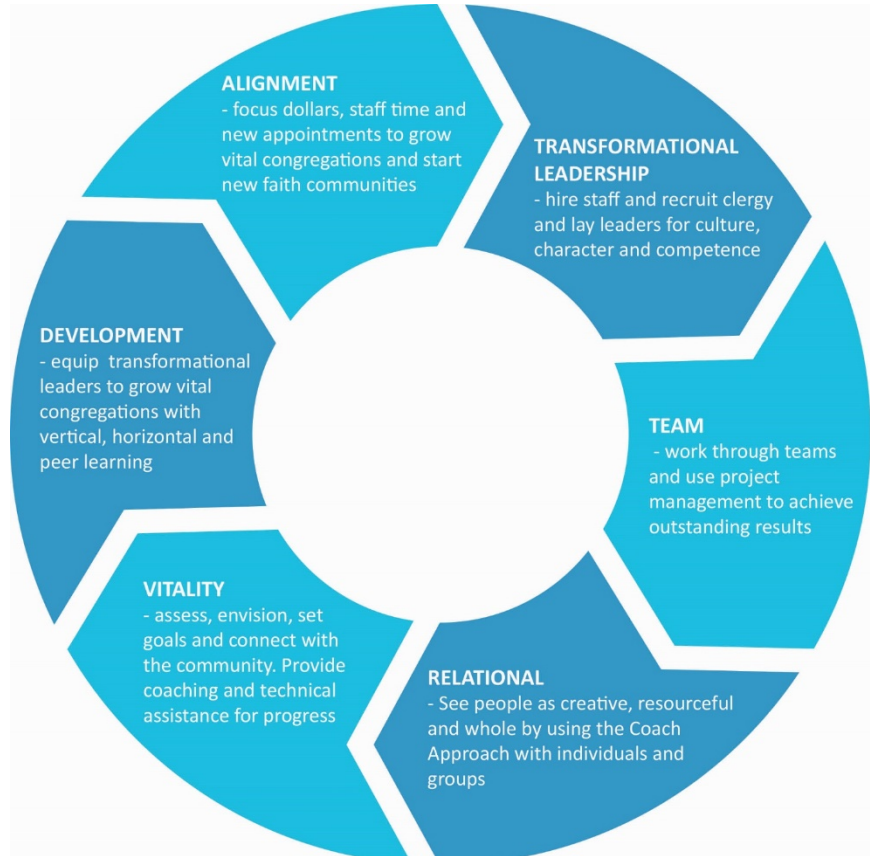 ALIGNMENT
- focus dollars, staff time and
new appointments to grow
vital congregations and start
new faith communities
TRANSFORMATIONAL
LEADERSHIP
- hire staff and recruit clergy
and lay leaders for culture,
character and competence
TEAM
- work through teams
and use project
management to achieve
outstanding results
RELATIONAL
- See people as creative, resourceful
and whole by using the Coach
Approach with individuals and
groups
VITALITY
- assess, envision, set
goals and connect with
the community. Provide
coaching and technical
assistance for progress
DEVELOPMENT
- equip  transformational
leaders to grow vital
congregations with
vertical, horizontal and
peer learning